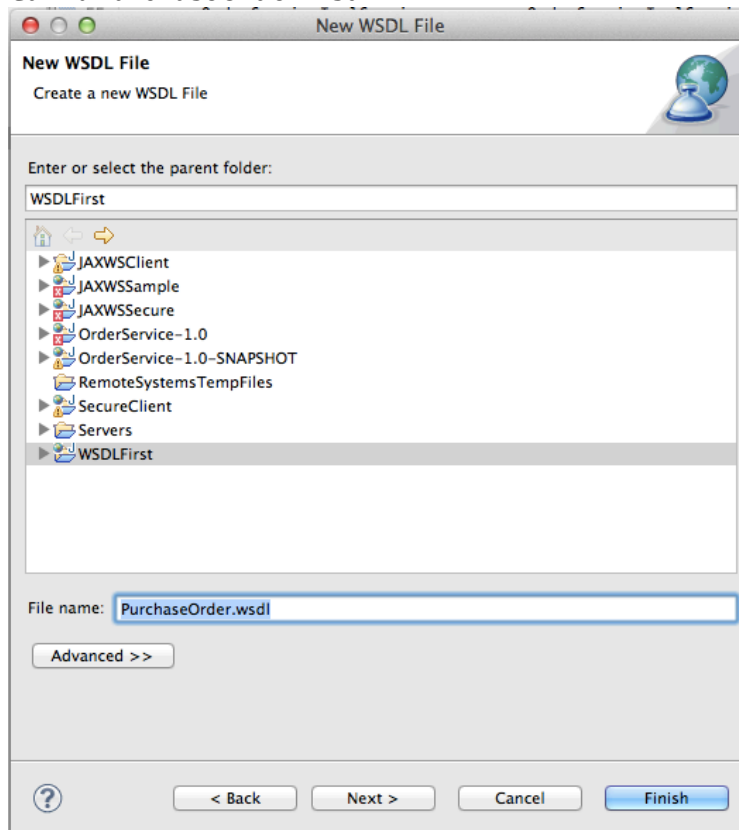 New WSDL File
New WSDL File
Create a new WSDL File
Enter or select the parent folder:
WSDLFirst
JAXWSClient
JAXWSSample
JAXWSSecure
OrderService-1.0
OrderService-1.0-SNAPSHOT
RemoteSystemsTempFiles
SecureClient
Servers
WSDLFirst
File name: PurchaseOrder.wsdl
Advanced >>
? < Back Next > Cancel Finish